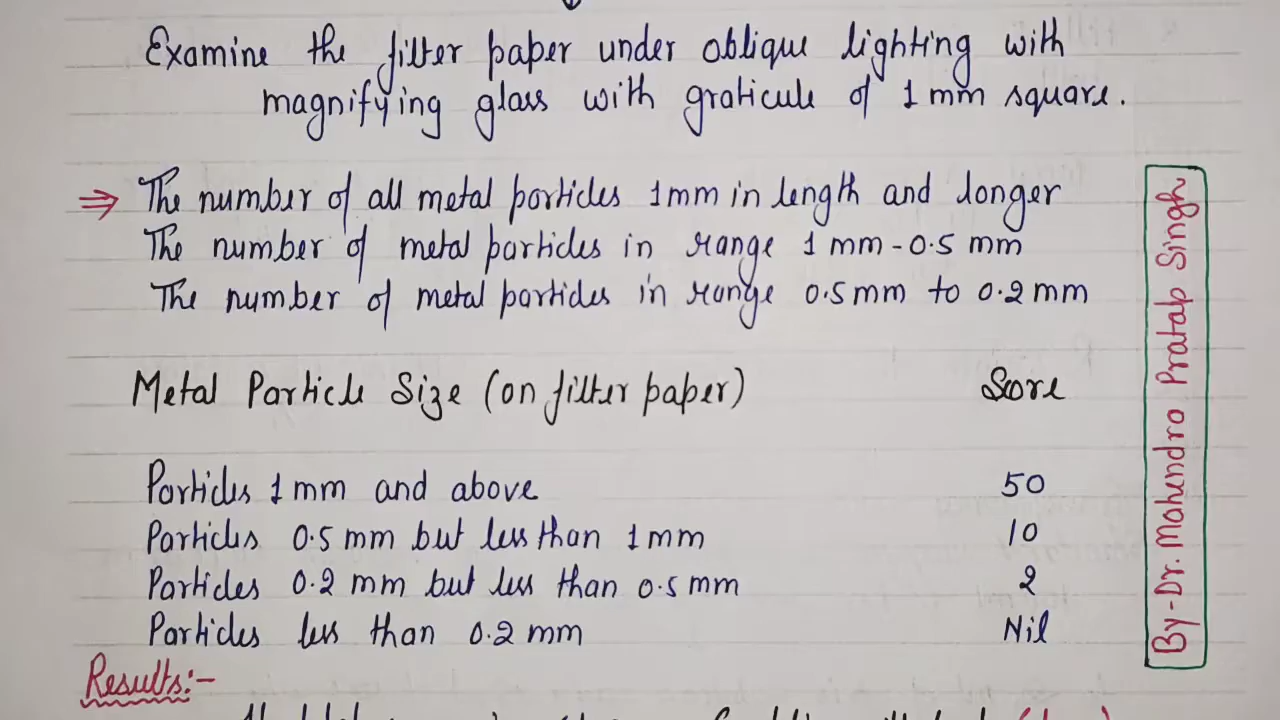 Examine the filter paper under oblique lighting with
magnifying glass with graticule of 1 mm square.
⇒ The number of all metal particles 1mm in length and longer
The number of metal particles in range 1 mm - 0.5 mm
The number of metal particles in range 0.5mm to 0.2 mm
Metal Particle Size (on filter paper) Score
Particles 1 mm and above 50
Particles 0.5 mm but less than 1 mm 10
Particles 0.2 mm but less than 0.5 mm 2
Particles less than 0.2 mm Nil
Results:-
By-Dr. Mahendra Pratap Singh